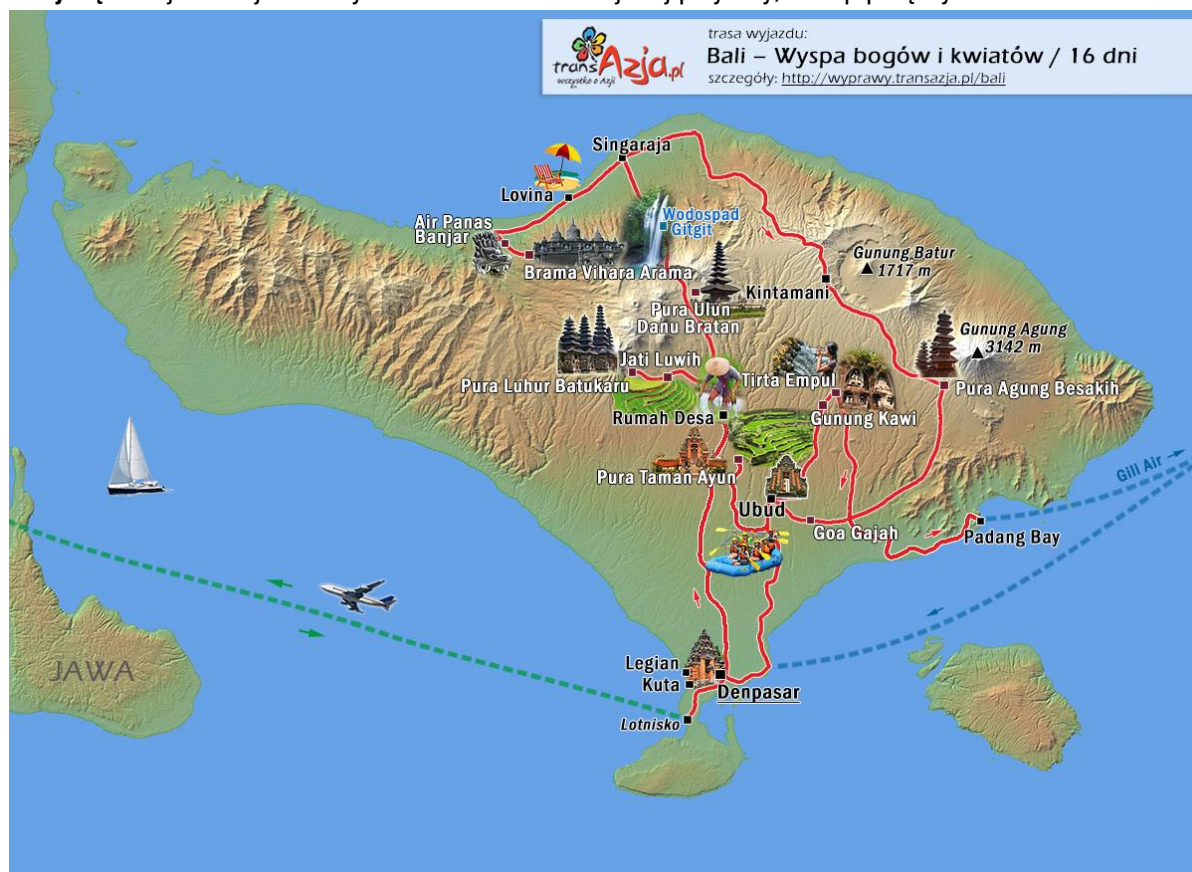 trans Azja.pl
wszystko o Azji
trasa wyjazdu:
Bali – Wyspa bogów i kwiatów / 16 dni
szczegóły: http://wyprawy.transazja.pl/bali
Singaraja
Lovina
Air Panas
Banjar
Wodospad
Gitgit
Brama Vihara Arama
Gunung Batur
1717 m
Kintamani
Pura Ulun
Danu Bratan
Gunung Agung
3142 m
Jati Luwih
Pura Luhur Batukaru
Tirta Empul
Pura Agung Besakih
Rumah Desa
Gunung Kawi
Pura Taman Ayun
Ubud
Goa Gajah
Gili Air
Padang Bay
JAWA
Legian
Kuta
Denpasar
Lotnisko